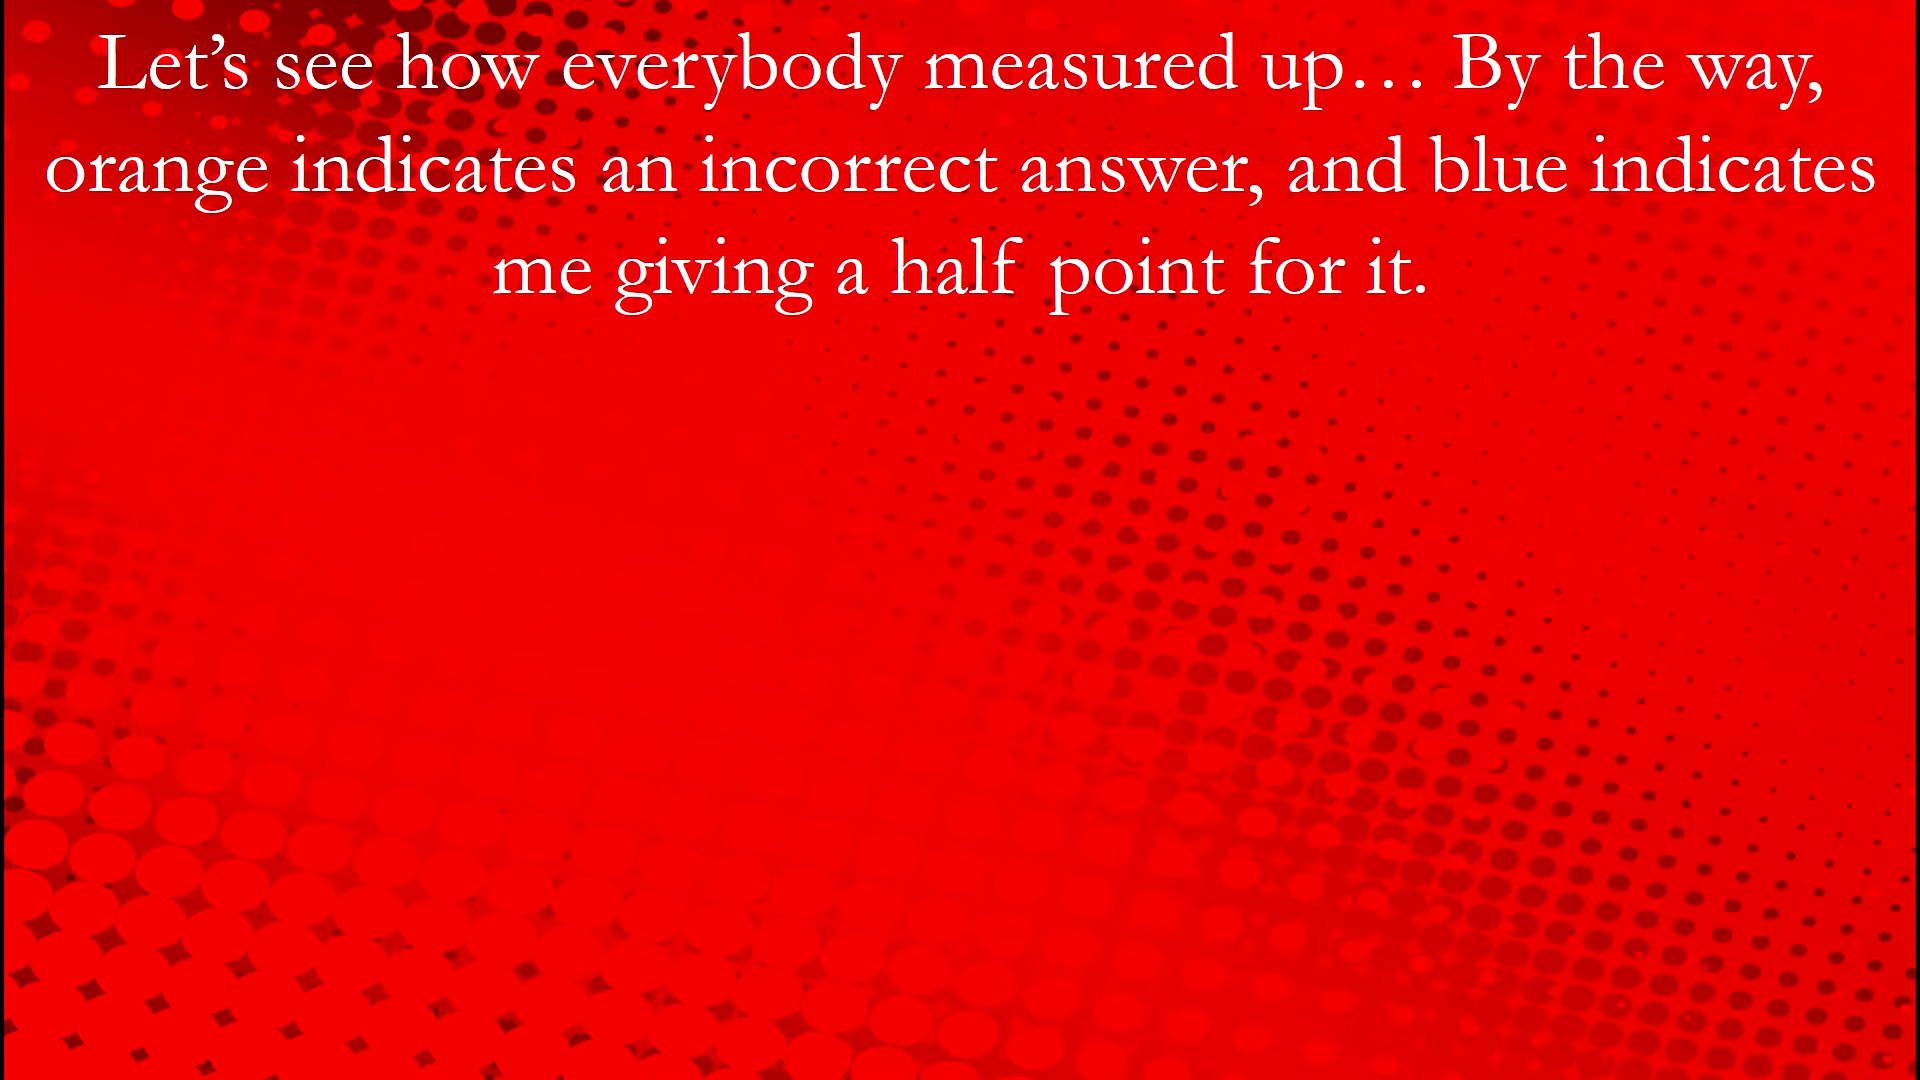 Let’s see how everybody measured up… By the way,
orange indicates an incorrect answer, and blue indicates
me giving a half point for it.